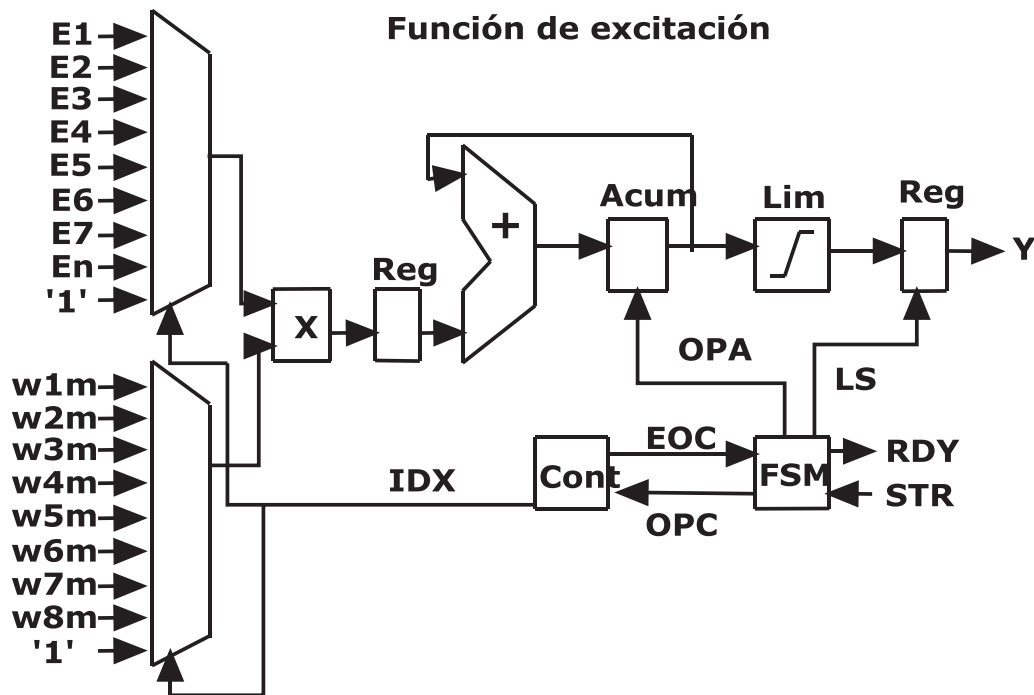 Función de excitación
E1
E2
E3
E4
E5
E6
E7
En
'1'
w1m
w2m
w3m
w4m
w5m
w6m
w7m
w8m
'1'
X
Reg
+
Acum
Lim
Reg
Y
OPA
LS
EOC
Cont
FSM
RDY
STR
IDX
OPC